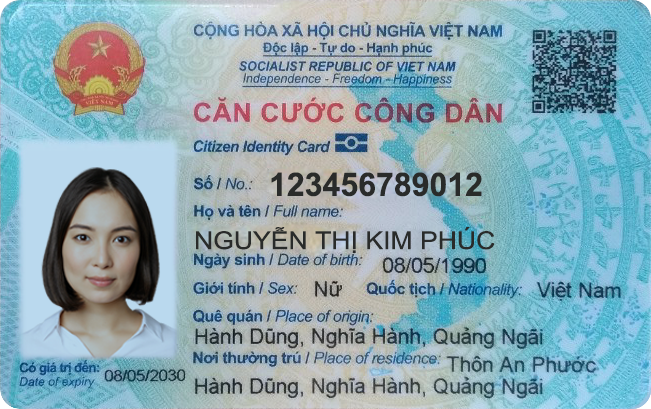 CỘNG HÒA XÃ HỘI CHỦ NGHĨA VIỆT NAM
Độc lập - Tự do - Hạnh phúc
SOCIALIST REPUBLIC OF VIET NAM
Independence - Freedom - Happiness
CĂN CƯỚC CÔNG DÂN
Citizen Identity Card
Số / No.: 123456789012
Họ và tên / Full name:
NGUYỄN THỊ KIM PHÚC
Ngày sinh / Date of birth: 08/05/1990
Giới tính / Sex: Nữ Quốc tịch / Nationality: Việt Nam
Quê quán / Place of origin:
Hành Dũng, Nghĩa Hành, Quảng Ngãi
Nơi thường trú / Place of residence: Thôn An Phước
Hành Dũng, Nghĩa Hành, Quảng Ngãi
Có giá trị đến: 08/05/2030
Date of expiry
VIỆT NAM